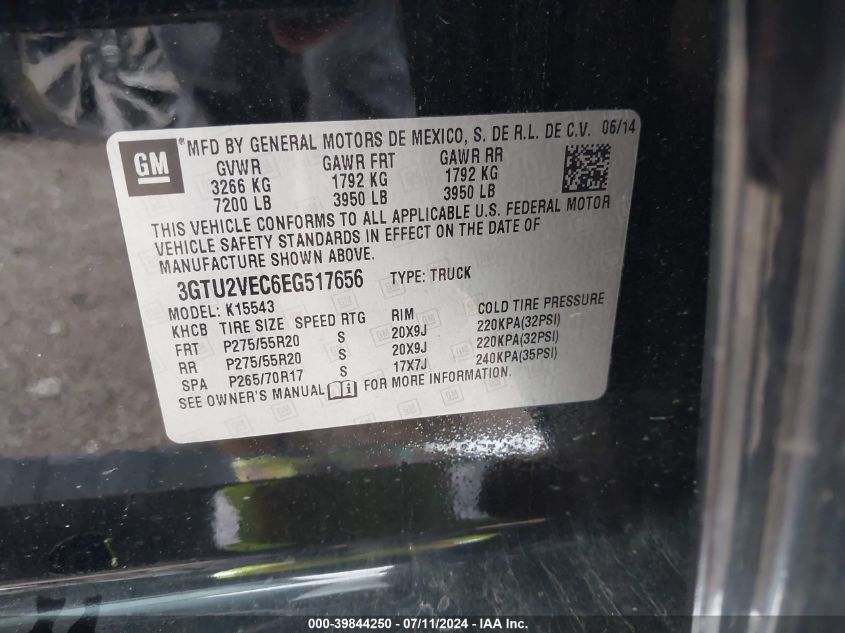 GM
MFD BY GENERAL MOTORS DE MEXICO, S. DE R.L. DE C.V. 06/14
GVWR GAWR FRT GAWR RR
3266 KG 1792 KG 1792 KG
7200 LB 3950 LB 3950 LB
THIS VEHICLE CONFORMS TO ALL APPLICABLE U.S. FEDERAL MOTOR
VEHICLE SAFETY STANDARDS IN EFFECT ON THE DATE OF
MANUFACTURE SHOWN ABOVE.
3GTU2VEC6EG517656 TYPE: TRUCK
MODEL: K15543
KHCB TIRE SIZE SPEED RTG RIM COLD TIRE PRESSURE
FRT P275/55R20 S 20X9J 220KPA(32PSI)
RR P275/55R20 S 20X9J 220KPA(32PSI)
SPA P265/70R17 S 17X7J 240KPA(35PSI)
SEE OWNER'S MANUAL FOR MORE INFORMATION.
000-39844250 - 07/11/2024 - IAA Inc.